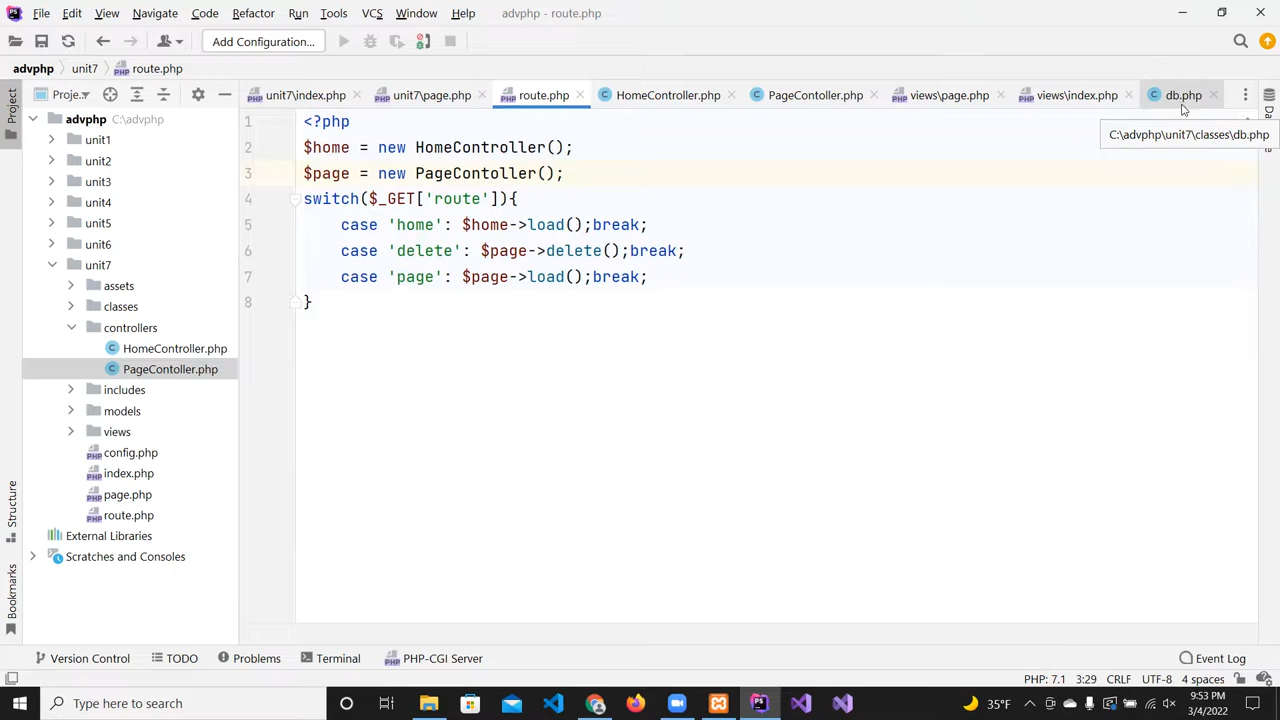 File Edit View Navigate Code Refactor Run Tools VCS Window Help advphp - route.php
Add Configuration...
advphp unit7 route.php
Project
Proje...
unit7\index.php unit7\page.php route.php HomeController.php PageContoller.php views\page.php views\index.php db.php
C:\advphp\unit7\classes\db.php
advphp C:\advphp
unit1
unit2
unit3
unit4
unit5
unit6
unit7
assets
classes
controllers
HomeController.php
PageContoller.php
includes
models
views
config.php
index.php
page.php
route.php
External Libraries
Scratches and Consoles
1 <?php
2 $home = new HomeController();
3 $page = new PageContoller();
4 switch($_GET['route']){
5 case 'home': $home->load();break;
6 case 'delete': $page->delete();break;
7 case 'page': $page->load();break;
8 }
Structure
Bookmarks
Version Control TODO Problems Terminal PHP-CGI Server Event Log
PHP: 7.1 3:29 CRLF UTF-8 4 spaces
Type here to search
35°F
9:53 PM
3/4/2022